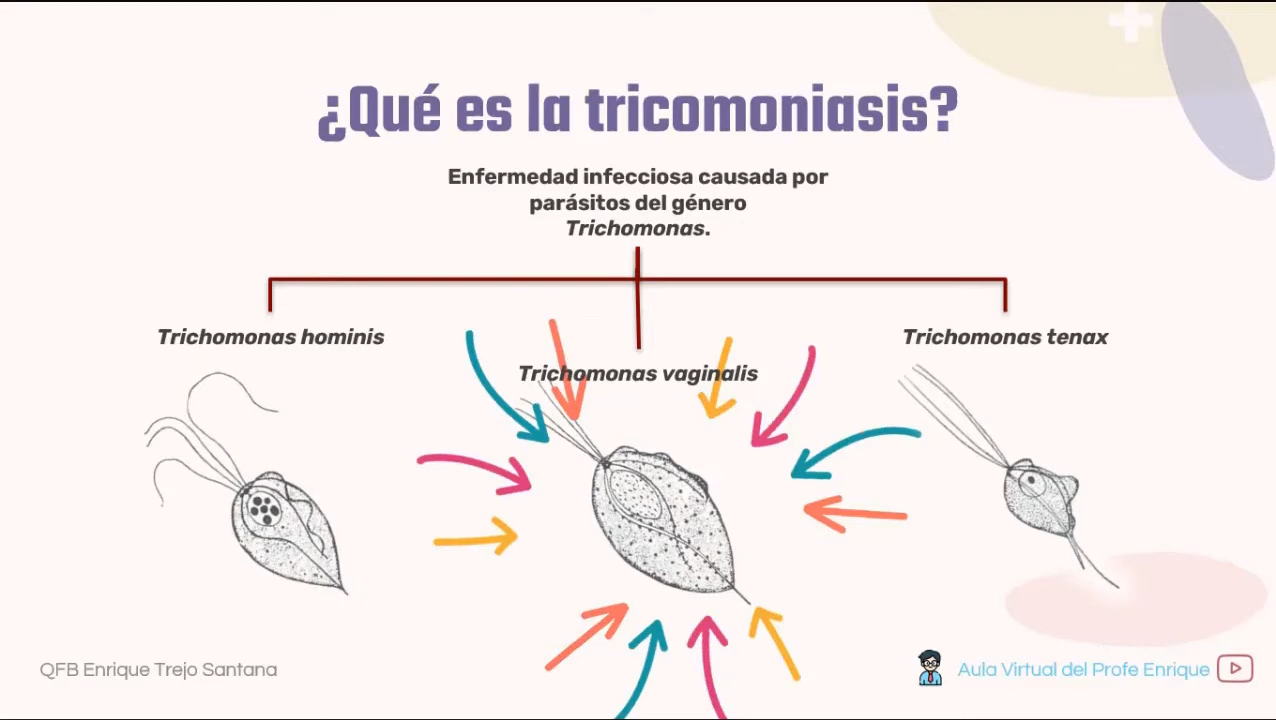 ¿Qué es la tricomoniasis?
Enfermedad infecciosa causada por
parásitos del género
Trichomonas.
Trichomonas hominis
Trichomonas vaginalis
Trichomonas tenax
QFB Enrique Trejo Santana
Aula Virtual del Profe Enrique